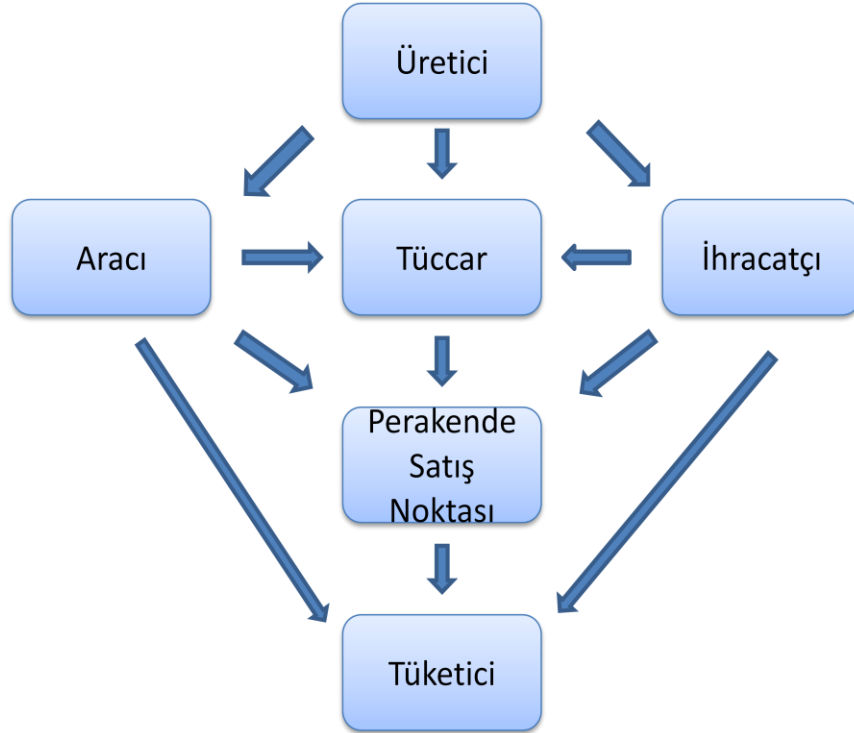 Üretici
Aracı
Tüccar
İhracatçı
Perakende
Satış
Noktası
Tüketici